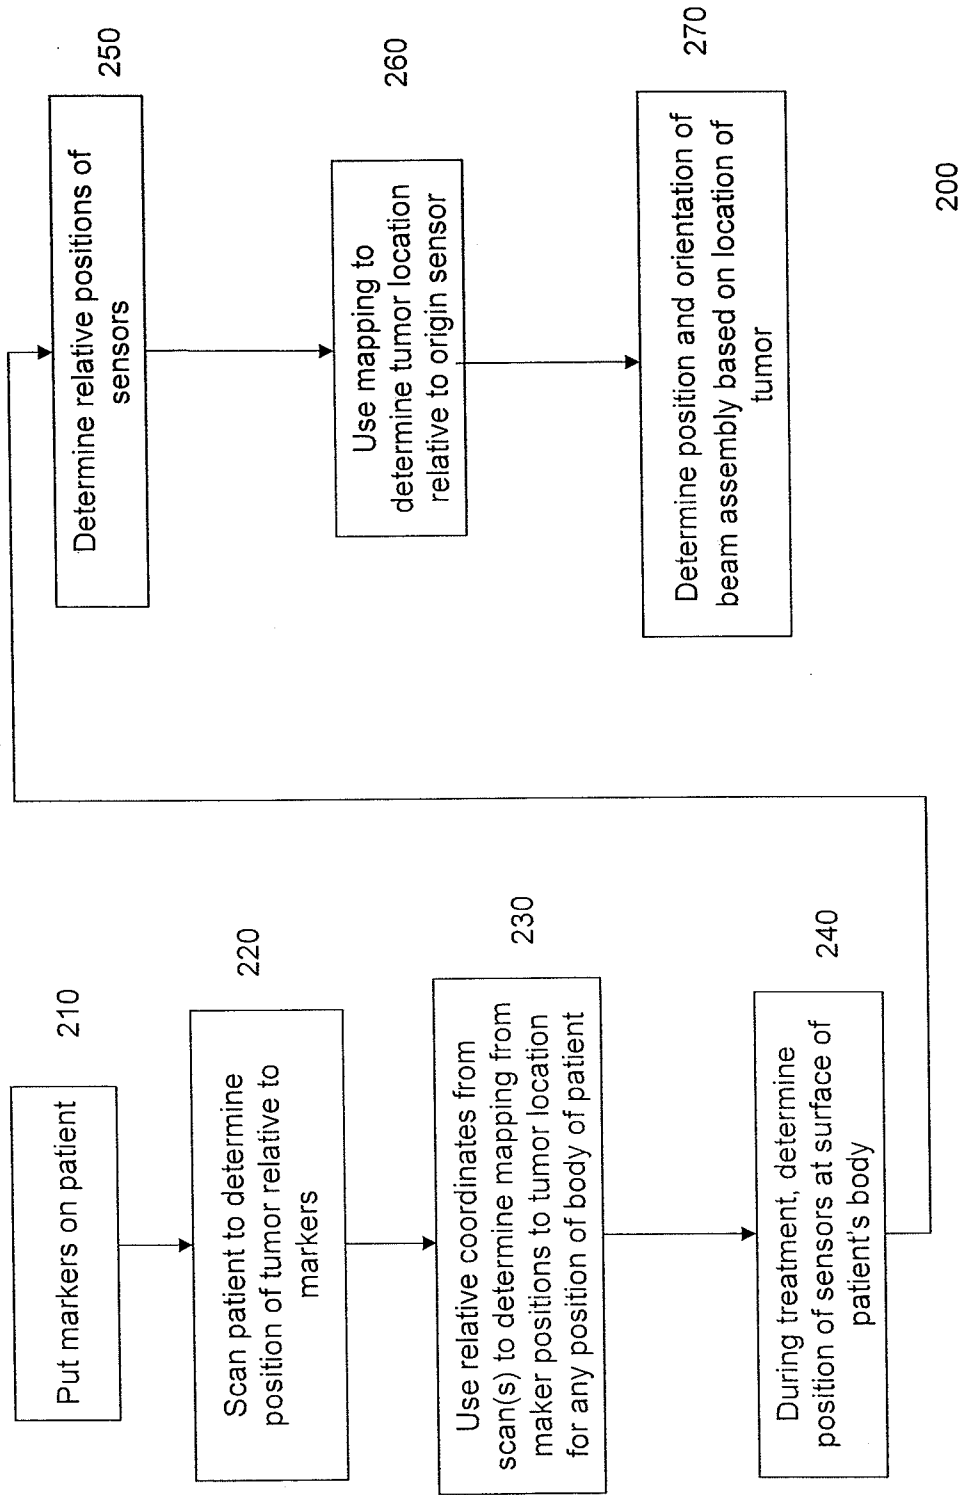 Put markers on patient
210
Scan patient to determine
position of tumor relative to
markers
220
Use relative coordinates from
scan(s) to determine mapping from
maker positions to tumor location
for any position of body of patient
230
During treatment, determine
position of sensors at surface of
patient's body
240
Determine relative positions of
sensors
250
Use mapping to
determine tumor location
relative to origin sensor
260
Determine position and orientation of
beam assembly based on location of
tumor
270
200